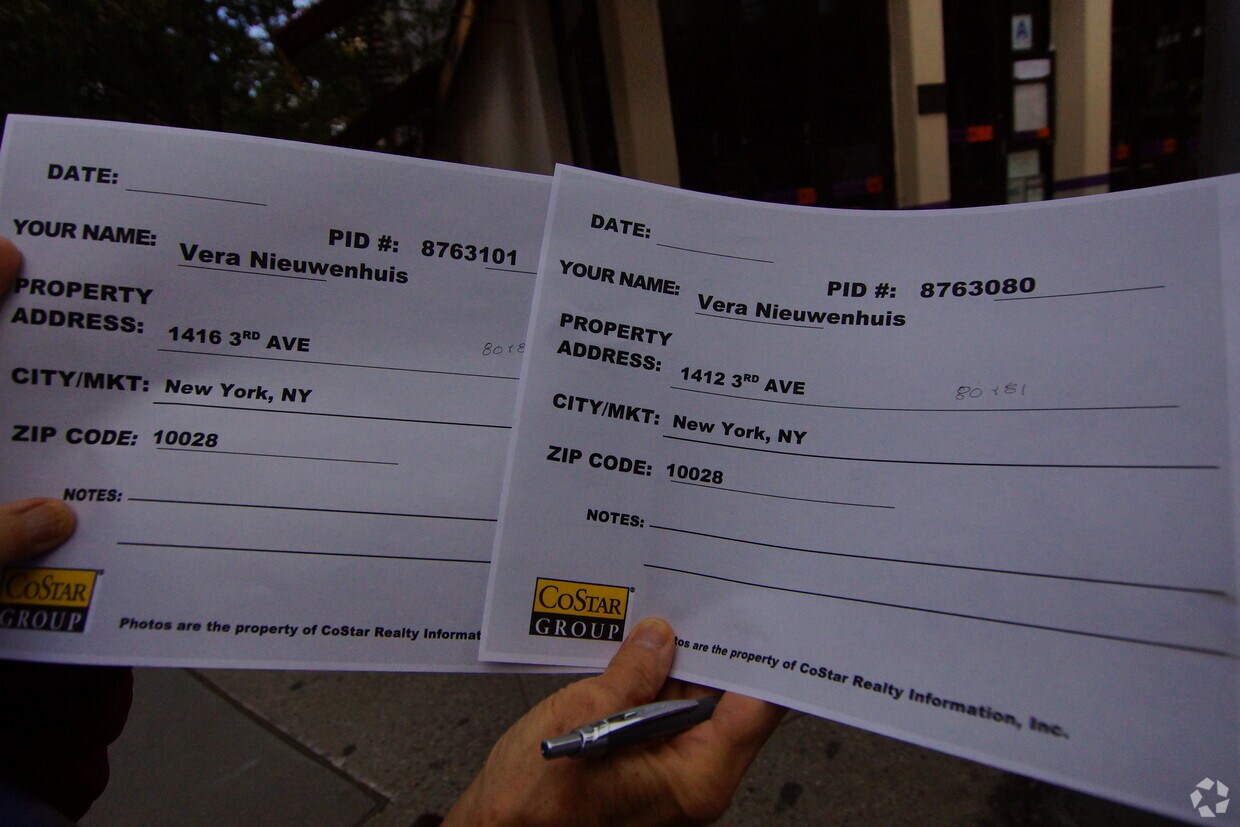 DATE:
YOUR NAME: Vera Nieuwenhuis PID #: 8763101
PROPERTY
ADDRESS: 1416 3RD AVE
CITY/MKT: New York, NY
ZIP CODE: 10028
NOTES:
COSTAR
GROUP
Photos are the property of CoStar Realty Informat
DATE:
YOUR NAME: Vera Nieuwenhuis PID #: 8763080
PROPERTY
ADDRESS: 1412 3RD AVE 80 + 81
CITY/MKT: New York, NY
ZIP CODE: 10028
NOTES:
COSTAR
GROUP
tos are the property of CoStar Realty Information, Inc.
A